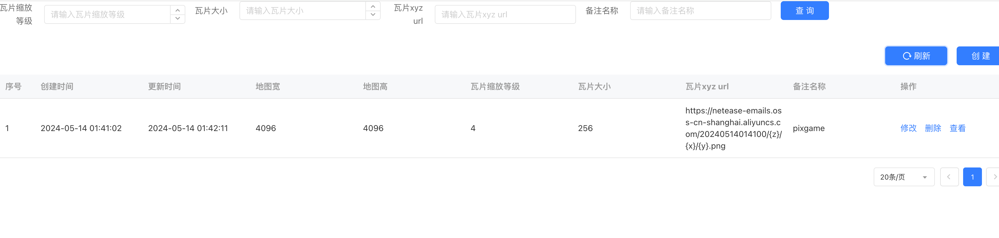 瓦片缩放
等级
请输入瓦片缩放等级
瓦片大小
请输入瓦片大小
瓦片xyz
url
请输入瓦片xyz url
备注名称
请输入备注名称
查 询
刷新
创 建
序号 创建时间 更新时间 地图宽 地图高 瓦片缩放等级 瓦片大小 瓦片xyz url 备注名称 操作
1 2024-05-14 01:41:02 2024-05-14 01:42:11 4096 4096 4 256
https://netease-emails.os
s-cn-shanghai.aliyuncs.c
om/20240514014100/{z}/
{x}/{y}.png
pixgame
修改 删除 查看
20条/页
1